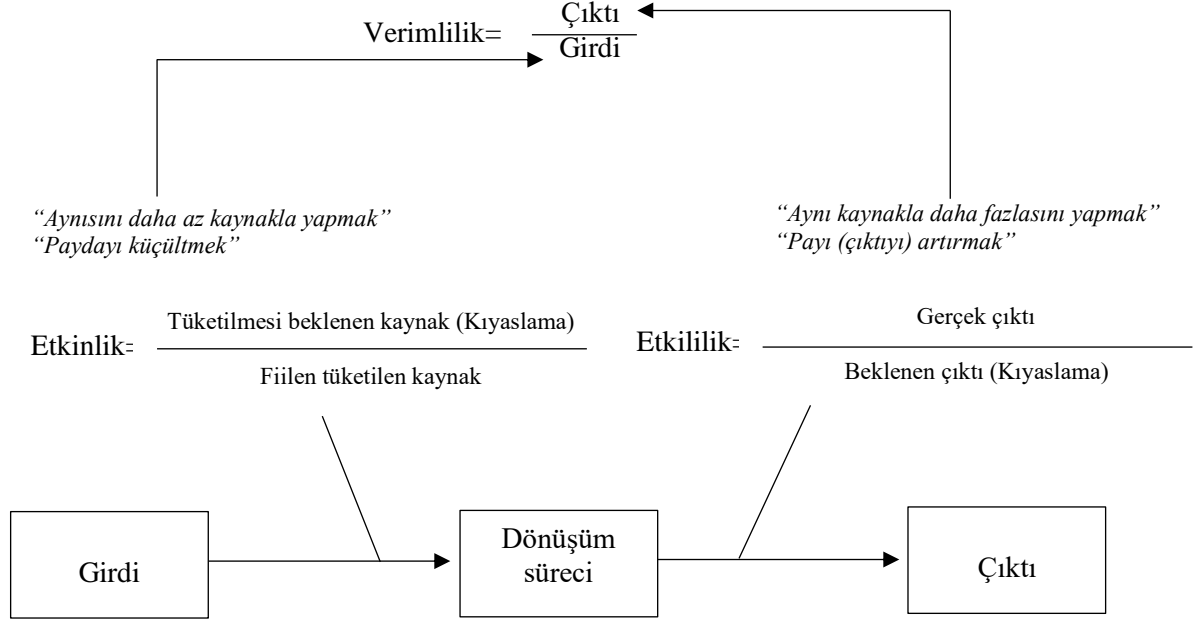 Verimlilik= Çıktı
Girdi
“Aynısını daha az kaynakla yapmak”
“Paydayı küçültmek”
“Aynı kaynakla daha fazlasını yapmak”
“Payı (çıktıyı) artırmak”
Etkinlik= Tüketilmesi beklenen kaynak (Kıyaslama)
Fiilen tüketilen kaynak
Etkililik= Gerçek çıktı
Beklenen çıktı (Kıyaslama)
Girdi
Dönüşüm
süreci
Çıktı